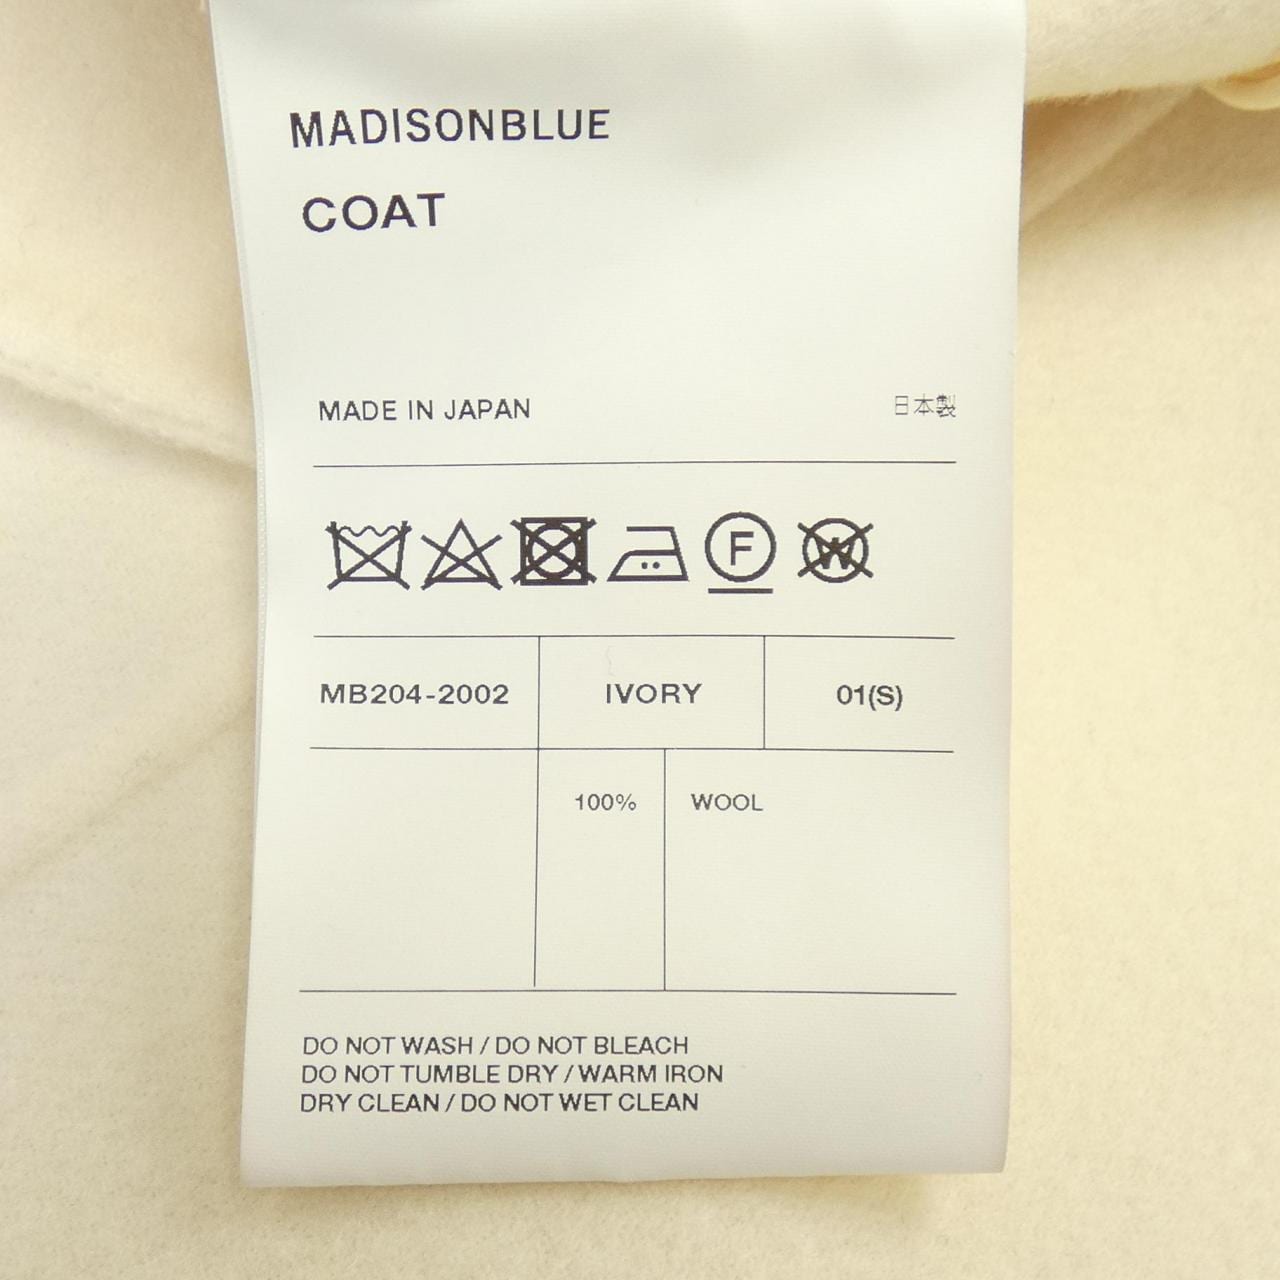 MADISONBLUE
COAT
MADE IN JAPAN 日本製
F W
MB204-2002 IVORY 01(S)
100% WOOL
DO NOT WASH / DO NOT BLEACH
DO NOT TUMBLE DRY / WARM IRON
DRY CLEAN / DO NOT WET CLEAN